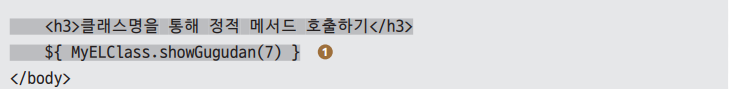 <h3>클래스명을 통해 정적 메서드 호출하기</h3>
${ MyELClass.showGugudan(7) } ❶
</body>